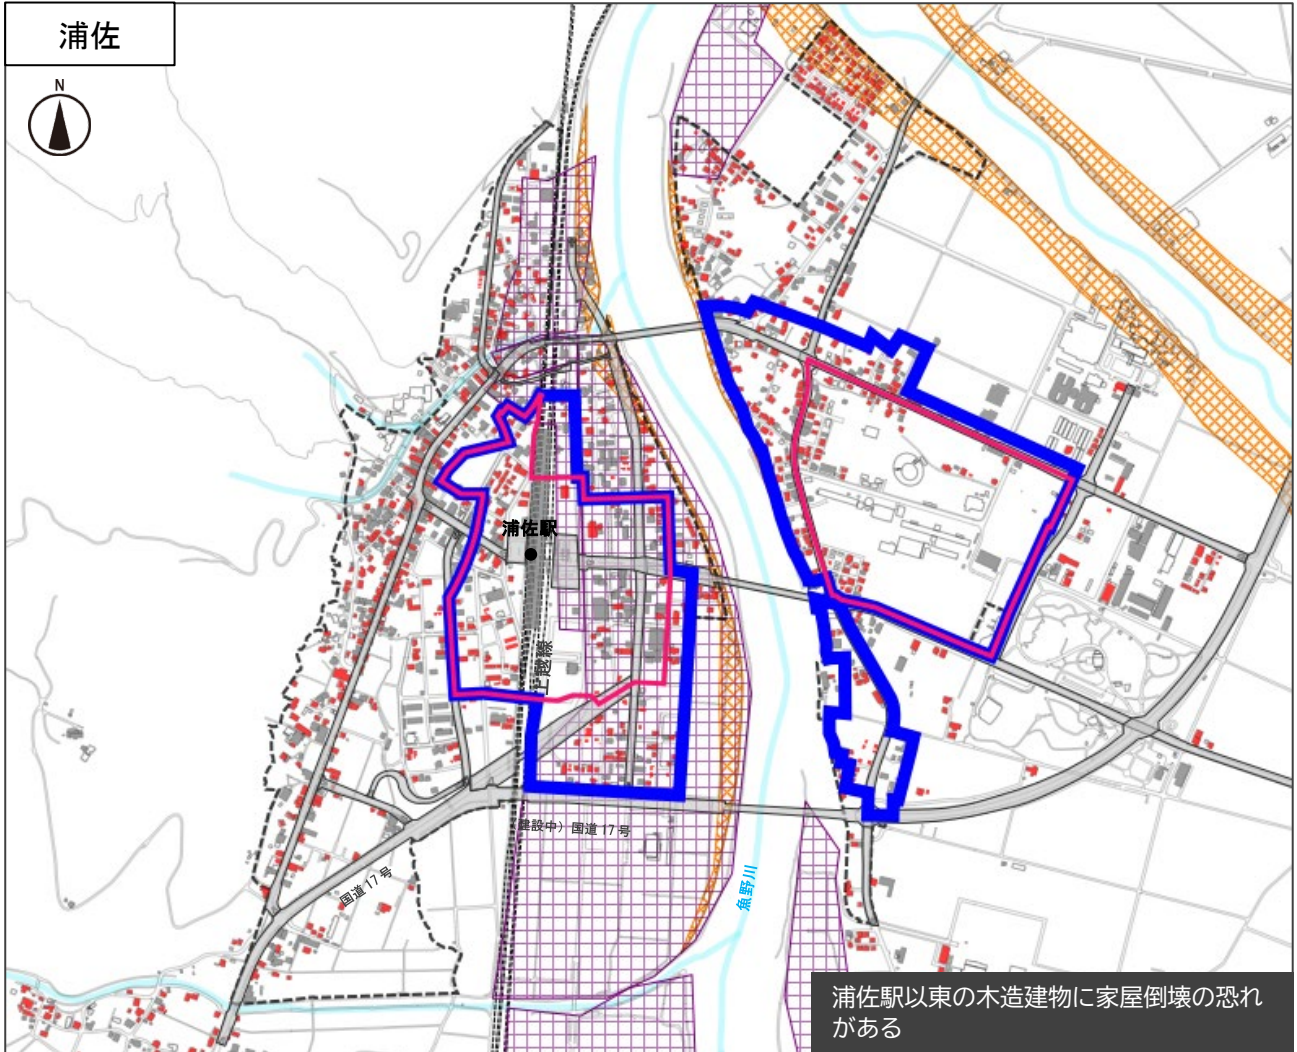 浦佐
N
浦佐駅
上越線
（建設中）国道17号
国道17号
魚野川
浦佐駅以東の木造建物に家屋倒壊の恐れ
がある